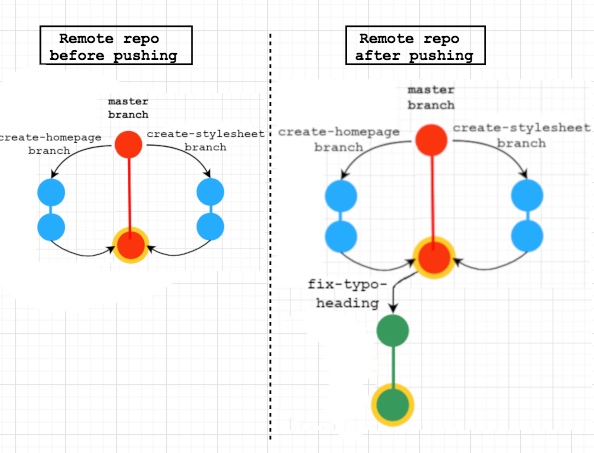 Remote repo
before pushing
master
branch
create-homepage
branch
create-stylesheet
branch
Remote repo
after pushing
master
branch
create-homepage
branch
create-stylesheet
branch
fix-typo-
heading